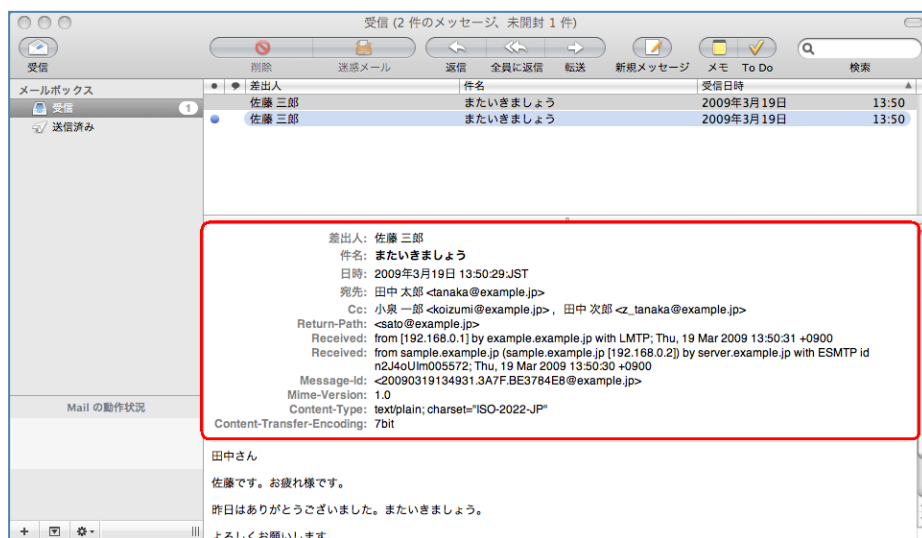 受信 (2 件のメッセージ、未開封 1 件)
受信 削除 迷惑メール 返信 全員に返信 転送 新規メッセージ メモ To Do 検索
メールボックス
受信 1
送信済み
差出人 件名 受信日時
佐藤 三郎 またいきましょう 2009年3月19日 13:50
佐藤 三郎 またいきましょう 2009年3月19日 13:50
差出人: 佐藤 三郎
件名: またいきましょう
日時: 2009年3月19日 13:50:29:JST
宛先: 田中 太郎 <tanaka@example.jp>
Cc: 小泉 一郎 <koizumi@example.jp>, 田中 次郎 <z_tanaka@example.jp>
Return-Path: <sato@example.jp>
Received: from [192.168.0.1] by example.example.jp with LMTP; Thu, 19 Mar 2009 13:50:31 +0900
Received: from sample.example.jp (sample.example.jp [192.168.0.2]) by server.example.jp with ESMTP id
n2J4oUlm005572; Thu, 19 Mar 2009 13:50:30 +0900
Message-Id: <20090319134931.3A7F.BE3784E8@example.jp>
Mime-Version: 1.0
Content-Type: text/plain; charset="ISO-2022-JP"
Content-Transfer-Encoding: 7bit
Mail の動作状況
田中さん
佐藤です。お疲れ様です。
昨日はありがとうございました。またいきましょう。
よろしくお願いします